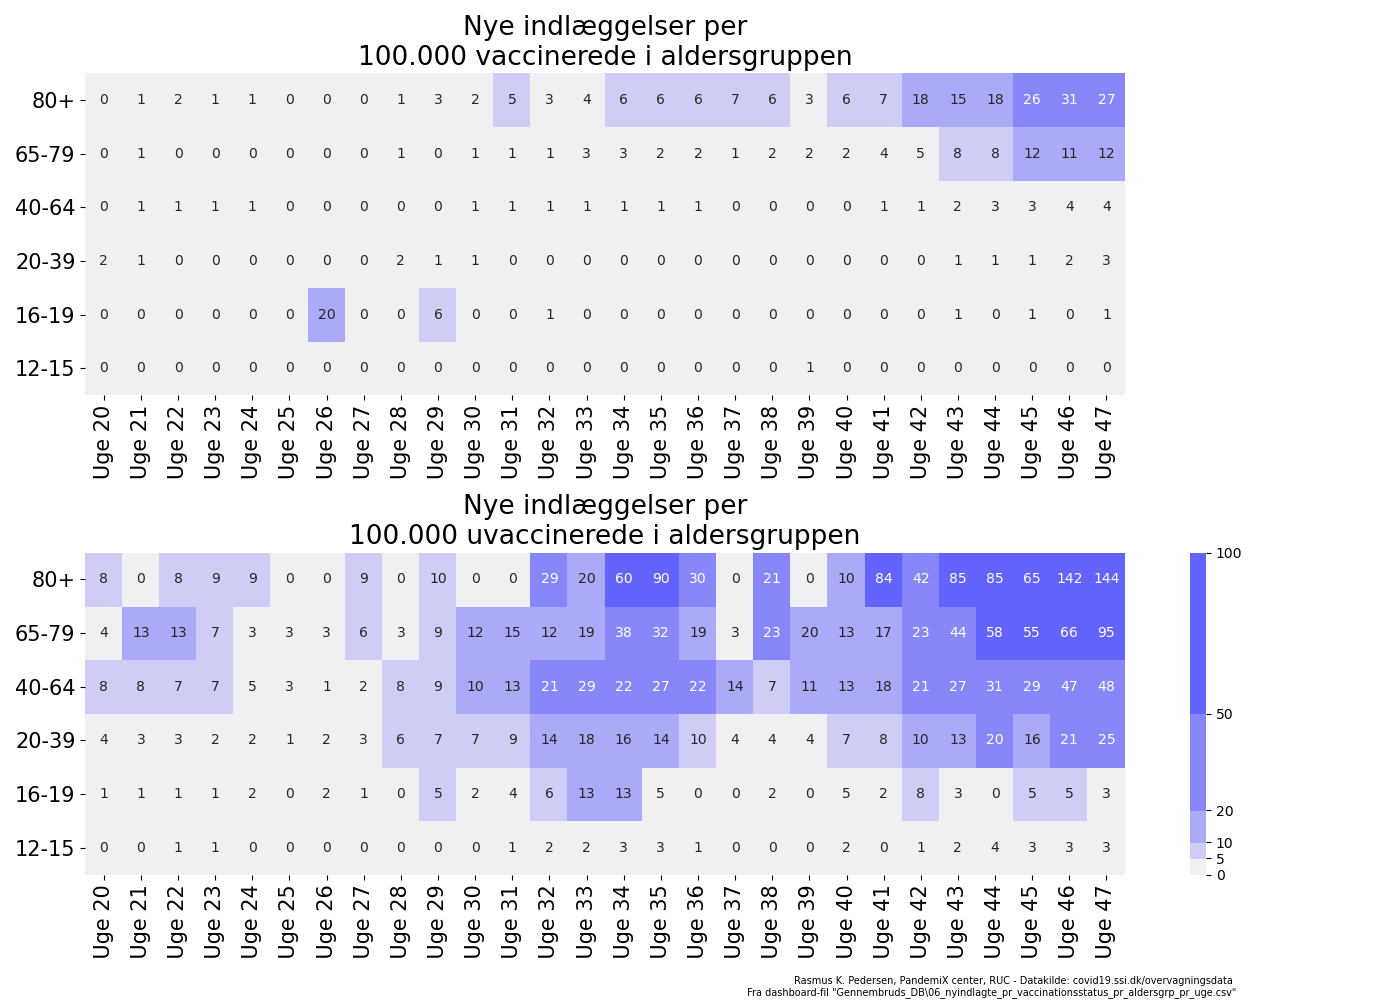 Nye indlæggelser per
100.000 vaccinerede i aldersgruppen
80+ 0 1 2 1 1 0 0 0 1 3 2 5 3 4 6 6 6 7 6 3 6 7 18 15 18 26 31 27
65-79 0 1 0 0 0 0 0 0 1 0 1 1 1 3 3 2 2 1 2 2 2 4 5 8 8 12 11 12
40-64 0 1 1 1 1 0 0 0 0 0 1 1 1 1 1 1 1 0 0 0 0 1 1 2 3 3 4 4
20-39 2 1 0 0 0 0 0 0 2 1 1 0 0 0 0 0 0 0 0 0 0 0 0 1 1 1 2 3
16-19 0 0 0 0 0 0 20 0 0 6 0 0 1 0 0 0 0 0 0 0 0 0 0 1 0 1 0 1
12-15 0 0 0 0 0 0 0 0 0 0 0 0 0 0 0 0 0 0 0 1 0 0 0 0 0 0 0 0
Uge 20 Uge 21 Uge 22 Uge 23 Uge 24 Uge 25 Uge 26 Uge 27 Uge 28 Uge 29 Uge 30 Uge 31 Uge 32 Uge 33 Uge 34 Uge 35 Uge 36 Uge 37 Uge 38 Uge 39 Uge 40 Uge 41 Uge 42 Uge 43 Uge 44 Uge 45 Uge 46 Uge 47
Nye indlæggelser per
100.000 uvaccinerede i aldersgruppen
80+ 8 0 8 9 9 0 0 9 0 10 0 0 29 20 60 90 30 0 21 0 10 84 42 85 85 65 142 144
65-79 4 13 13 7 3 3 3 6 3 9 12 15 12 19 38 32 19 3 23 20 13 17 23 44 58 55 66 95
40-64 8 8 7 7 5 3 1 2 8 9 10 13 21 29 22 27 22 14 7 11 13 18 21 27 31 29 47 48
20-39 4 3 3 2 2 1 2 3 6 7 7 9 14 18 16 14 10 4 4 4 7 8 10 13 20 16 21 25
16-19 1 1 1 1 2 0 2 1 0 5 2 4 6 13 13 5 0 0 2 0 5 2 8 3 0 5 5 3
12-15 0 0 1 1 0 0 0 0 0 0 0 1 2 2 3 3 1 0 0 0 2 0 1 2 4 3 3 3
Uge 20 Uge 21 Uge 22 Uge 23 Uge 24 Uge 25 Uge 26 Uge 27 Uge 28 Uge 29 Uge 30 Uge 31 Uge 32 Uge 33 Uge 34 Uge 35 Uge 36 Uge 37 Uge 38 Uge 39 Uge 40 Uge 41 Uge 42 Uge 43 Uge 44 Uge 45 Uge 46 Uge 47
100
50
20
10
5
0
Rasmus K. Pedersen, PandemiX center, RUC - Datakilde: covid19.ssi.dk/overvagningsdata
Fra dashboard-fil "Gennembruds_DB\06_nyindlagte_pr_vaccinationsstatus_pr_aldersgrp_pr_uge.csv"